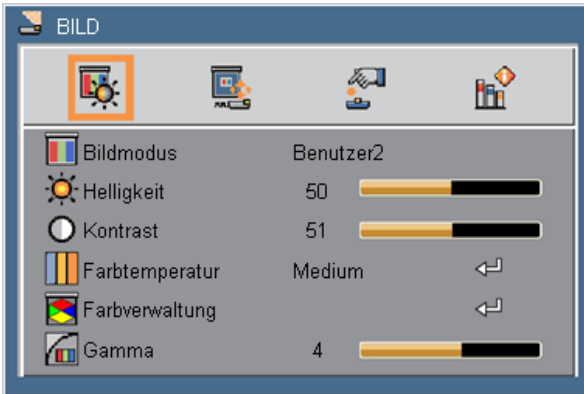 BILD
Bildmodus Benutzer2
Helligkeit 50
Kontrast 51
Farbtemperatur Medium
Farbverwaltung
Gamma 4